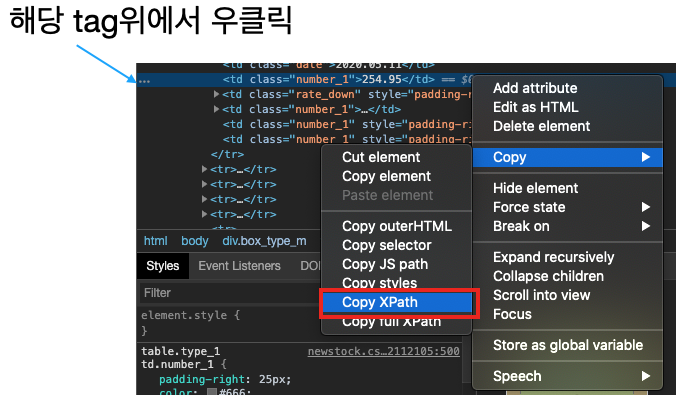 해당 tag위에서 우클릭
<td class="date">2020.05.11</td>
<td class="number_1">254.95</td> == $0
<td class="rate_down" style="padding-r
<td class="number_1">…</td>
<td class="number_1" style="padding-ri
<td class="number_1" style="padding-ri
</tr>
<tr>…</tr>
<tr>…</tr>
<tr>…</tr>
<tr>…</tr>
<tr>
html body div.box_type_m
Styles Event Listeners DO
Filter
element.style {
}
table.type_1 newstock.cs…2112105:500
td.number_1 {
padding-right: 25px;
color: #666;
Cut element
Copy element
Paste element
Copy outerHTML
Copy selector
Copy JS path
Copy styles
Copy XPath
Copy full XPath
Add attribute
Edit as HTML
Delete element
Copy
Hide element
Force state
Break on
Expand recursively
Collapse children
Scroll into view
Focus
Store as global variable
Speech